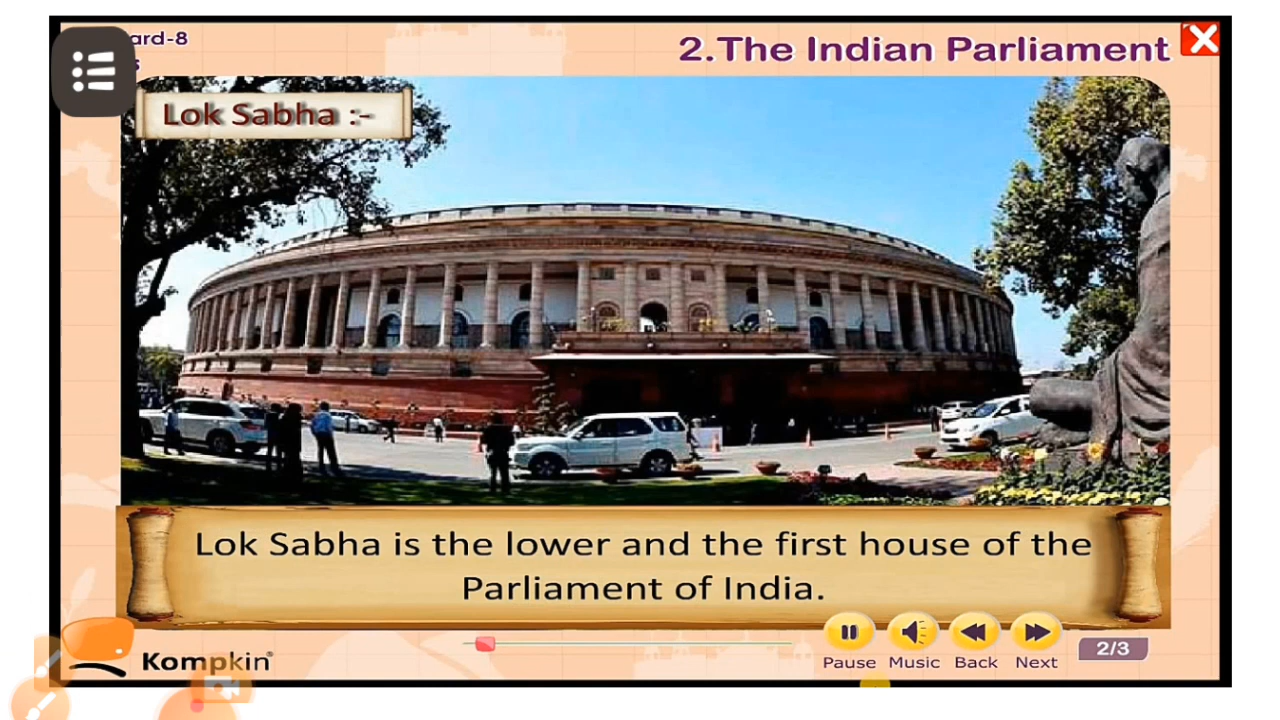 ard-8
s
2.The Indian Parliament
Lok Sabha :-
Lok Sabha is the lower and the first house of the
Parliament of India.
Kompkin®
Pause Music Back Next
2/3